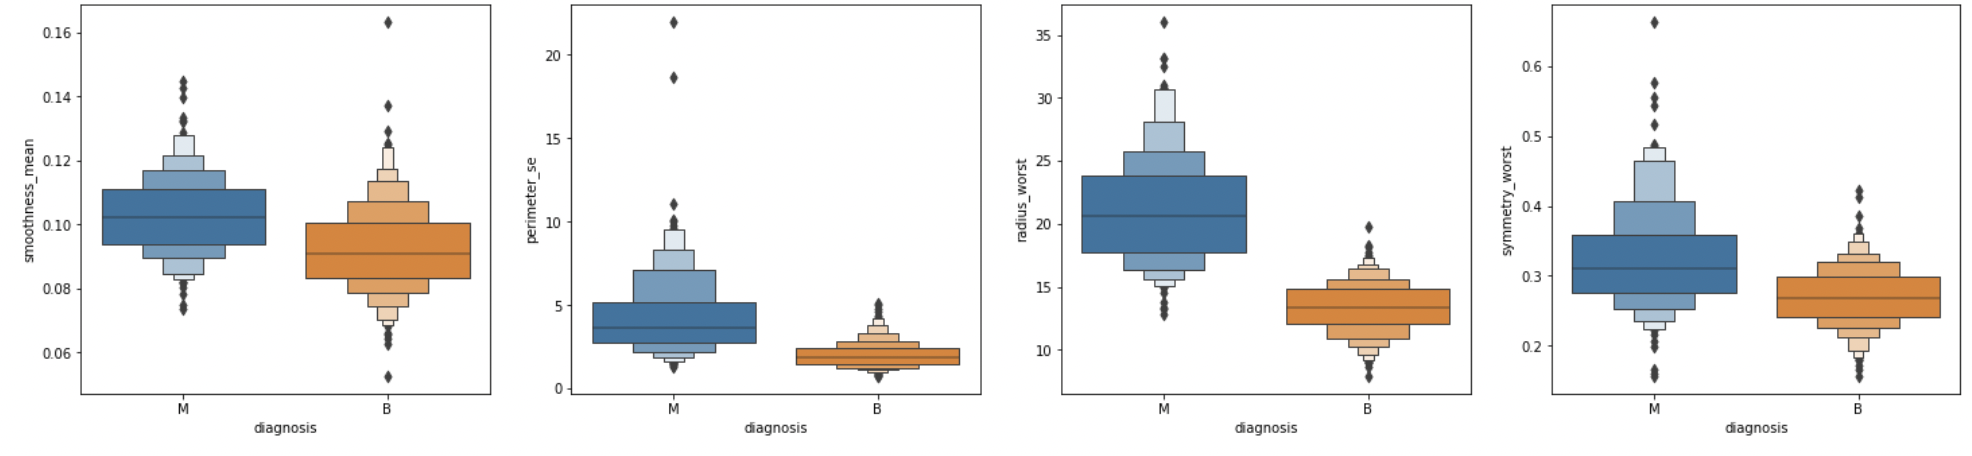 smoothness_mean
0.16
0.14
0.12
0.10
0.08
0.06
M B
diagnosis
perimeter_se
20
15
10
5
0
M B
diagnosis
radius_worst
35
30
25
20
15
10
M B
diagnosis
symmetry_worst
0.6
0.5
0.4
0.3
0.2
M B
diagnosis